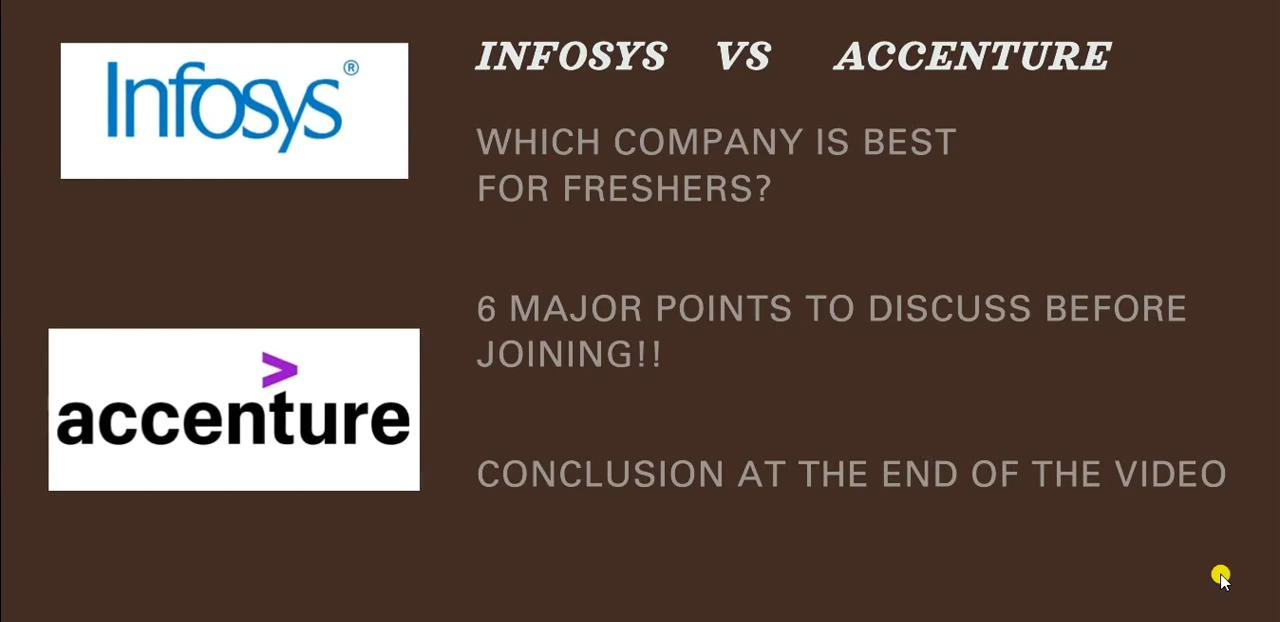 Infosys®
INFOSYS VS ACCENTURE
WHICH COMPANY IS BEST
FOR FRESHERS?
6 MAJOR POINTS TO DISCUSS BEFORE
JOINING!!
>
accenture
CONCLUSION AT THE END OF THE VIDEO